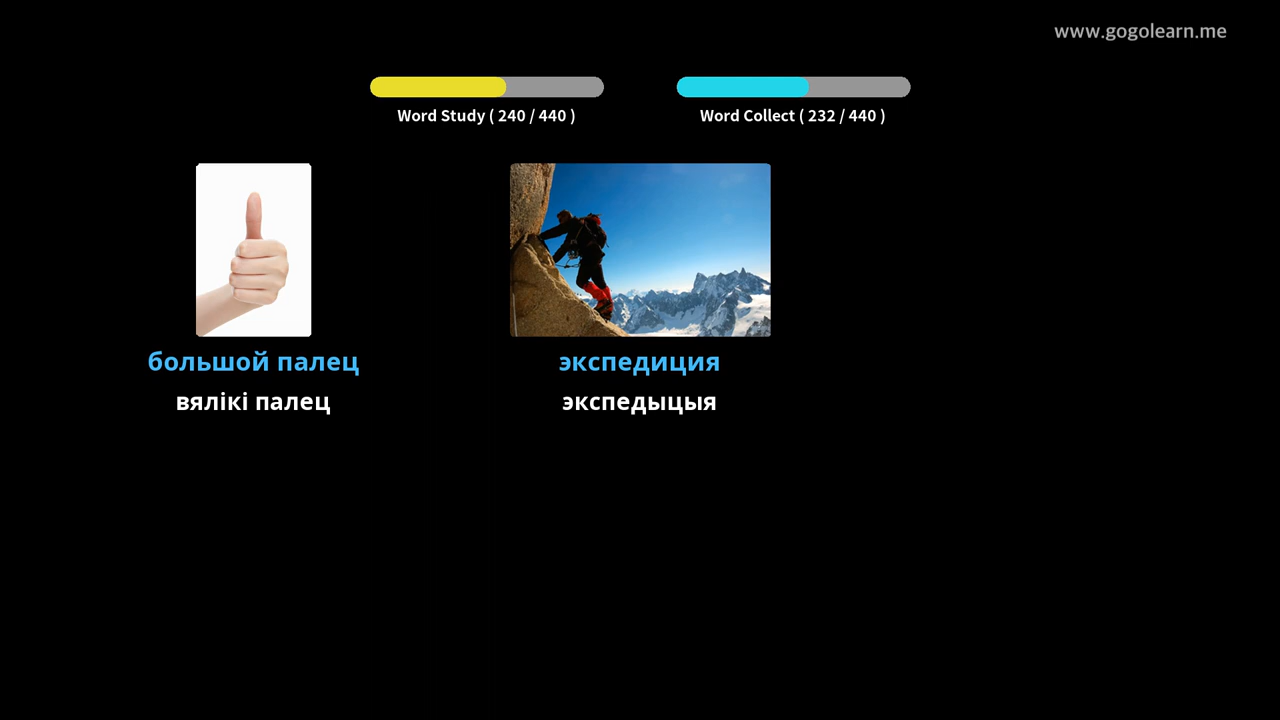 www.gogolearn.me
Word Study ( 240 / 440 )
Word Collect ( 232 / 440 )
большой палец
вялікі палец
экспедиция
экспедыцыя